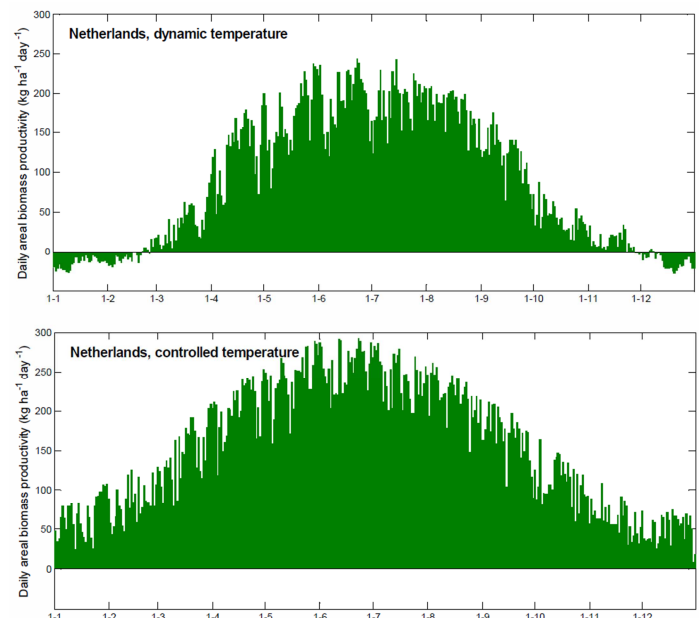 Netherlands, dynamic temperature
Daily areal biomass productivity (kg ha⁻¹ day⁻¹)
300
250
200
150
100
50
0
1-1 1-2 1-3 1-4 1-5 1-6 1-7 1-8 1-9 1-10 1-11 1-12
Netherlands, controlled temperature
Daily areal biomass productivity (kg ha⁻¹ day⁻¹)
300
250
200
150
100
50
0
1-1 1-2 1-3 1-4 1-5 1-6 1-7 1-8 1-9 1-10 1-11 1-12